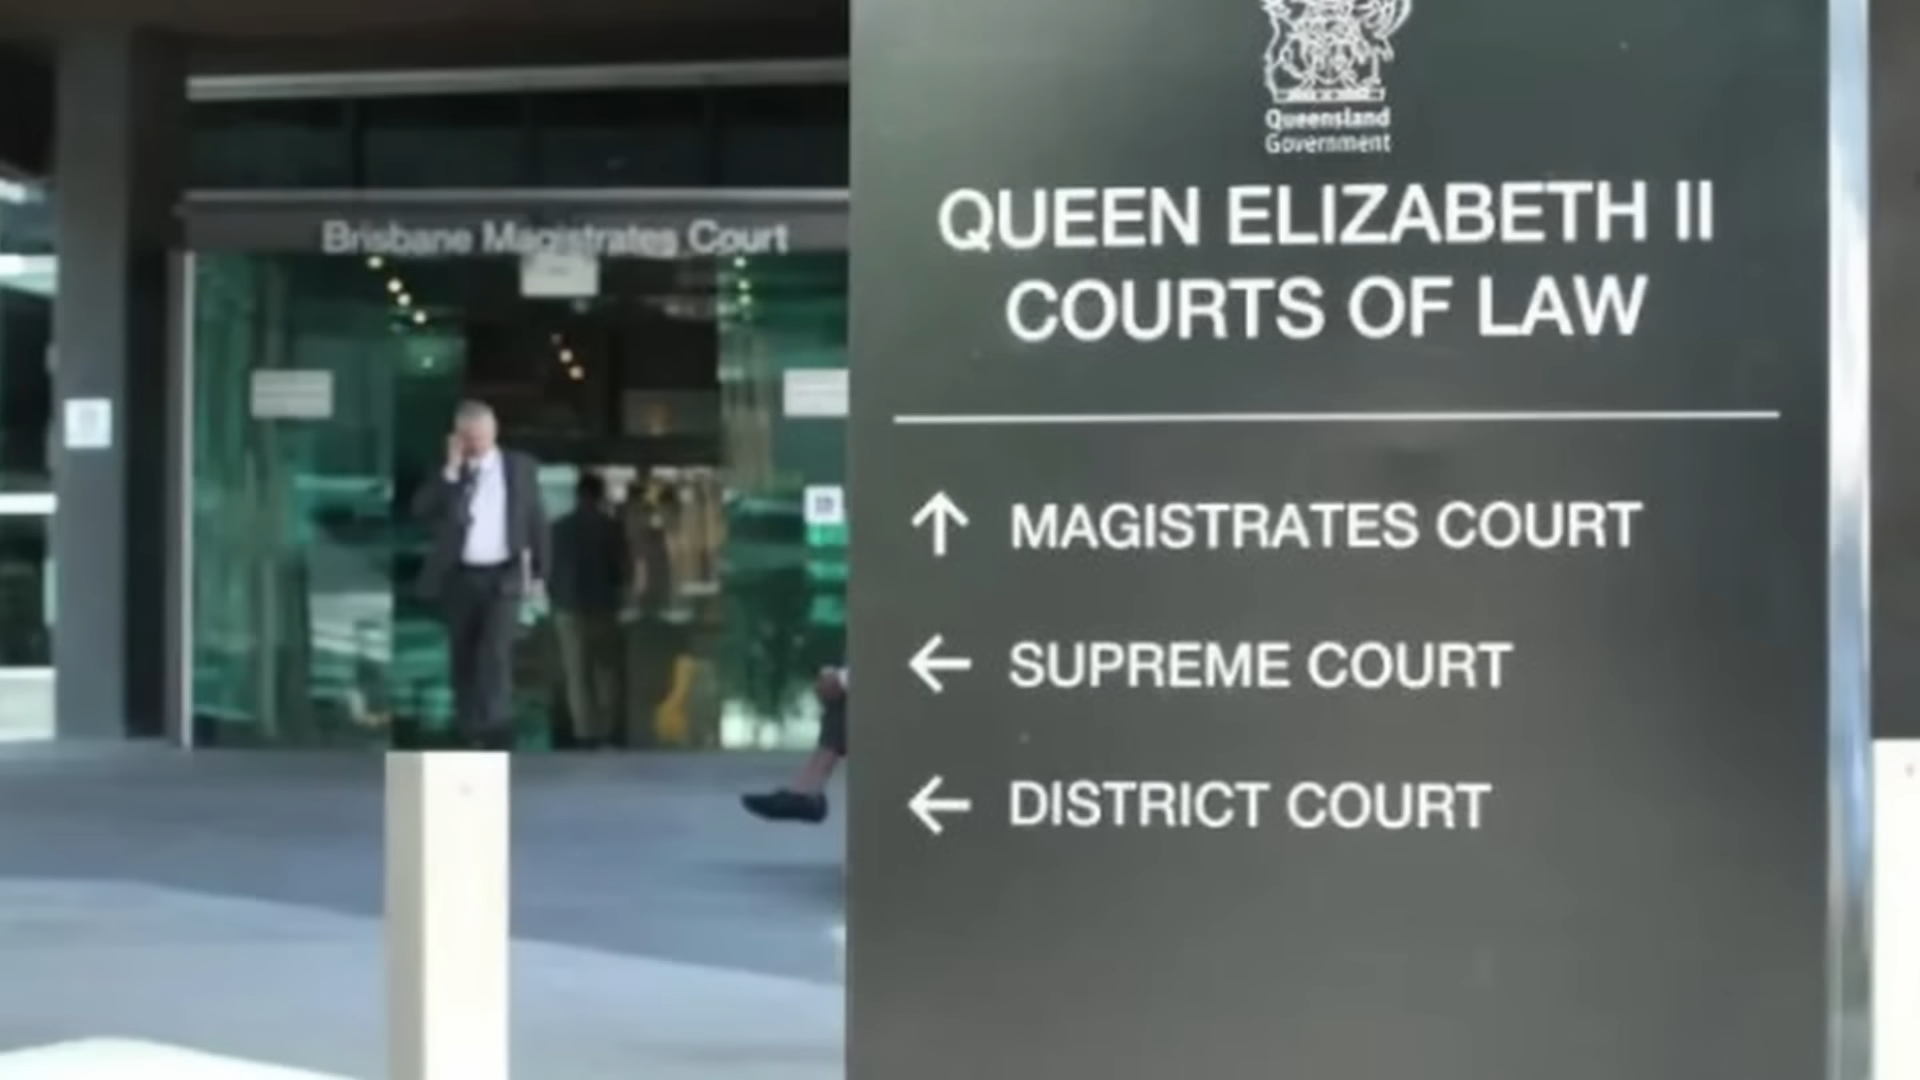 Queensland
Government
QUEEN ELIZABETH II
COURTS OF LAW
Brisbane Magistrates Court
↑ MAGISTRATES COURT
← SUPREME COURT
← DISTRICT COURT